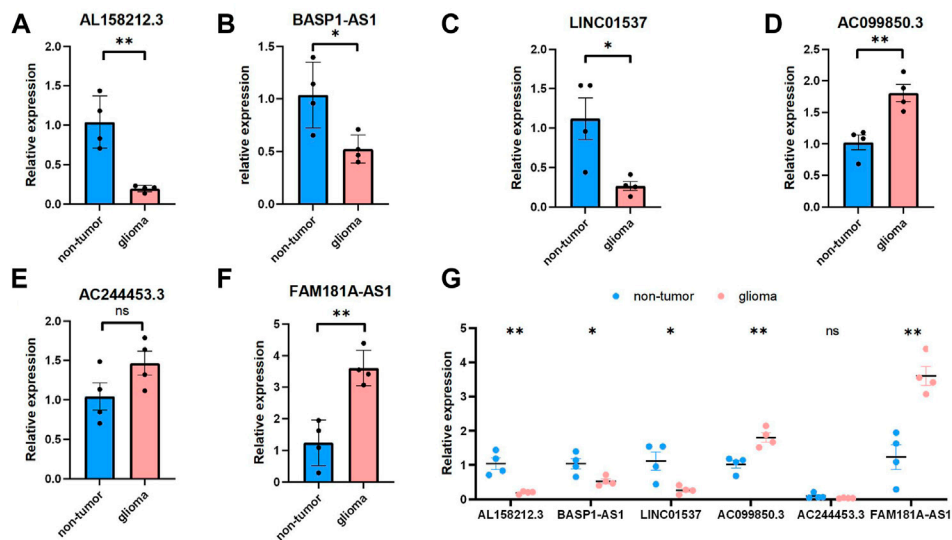 A
AL158212.3
**
Relative expression
2.0
1.5
1.0
0.5
0.0
non-tumor
glioma
B
BASP1-AS1
*
relative expression
1.5
1.0
0.5
0.0
non-tumor
glioma
C
LINC01537
*
Relative expression
2.0
1.5
1.0
0.5
0.0
non-tumor
glioma
D
AC099850.3
**
Relative expression
2.5
2.0
1.5
1.0
0.5
0.0
non-tumor
glioma
E
AC244453.3
ns
Relative expression
2.0
1.5
1.0
0.5
0.0
non-tumor
glioma
F
FAM181A-AS1
**
Relative expression
5
4
3
2
1
0
non-tumor
glioma
G
non-tumor glioma
** * * ** ns **
Relative expression
5
4
3
2
1
0
AL158212.3 BASP1-AS1 LINC01537 AC099850.3 AC244453.3 FAM181A-AS1